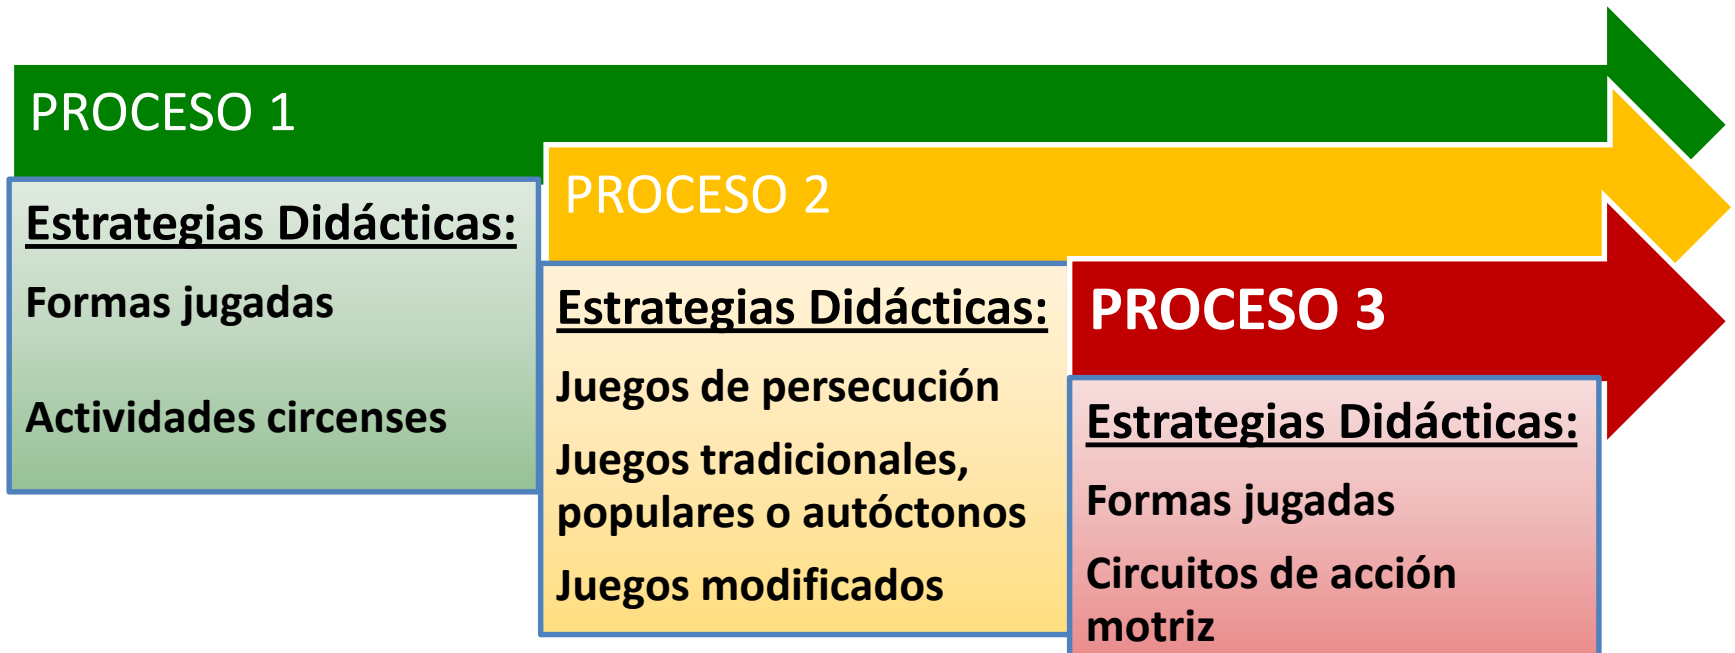 PROCESO 1
Estrategias Didácticas:
Formas jugadas
Actividades circenses
PROCESO 2
Estrategias Didácticas:
Juegos de persecución
Juegos tradicionales,
populares o autóctonos
Juegos modificados
PROCESO 3
Estrategias Didácticas:
Formas jugadas
Circuitos de acción
motriz